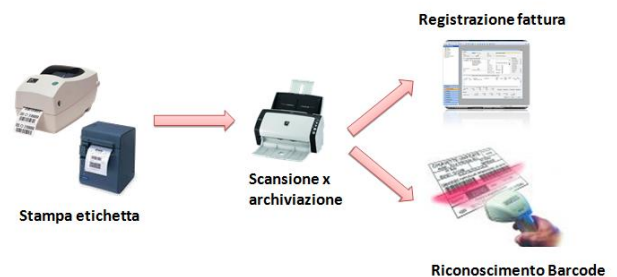 Registrazione fattura
Stampa etichetta
Scansione x
archiviazione
Riconoscimento Barcode